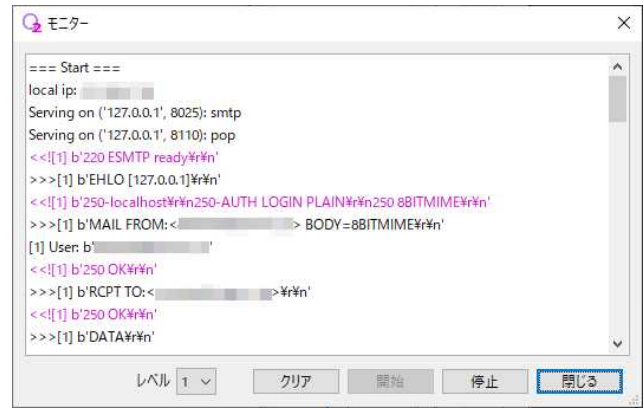 モニター
=== Start ===
local ip:
Serving on ('127.0.0.1', 8025): smtp
Serving on ('127.0.0.1', 8110): pop
<<![1] b'220 ESMTP ready¥r¥n'
>>>[1] b'EHLO [127.0.0.1]¥r¥n'
<<![1] b'250-localhost¥r¥n250-AUTH LOGIN PLAIN¥r¥n250 8BITMIME¥r¥n'
>>>[1] b'MAIL FROM:< > BODY=8BITMIME¥r¥n'
[1] User: b' '
<<![1] b'250 OK¥r¥n'
>>>[1] b'RCPT TO:< >¥r¥n'
<<![1] b'250 OK¥r¥n'
>>>[1] b'DATA¥r¥n'
レベル 1 クリア 開始 停止 閉じる